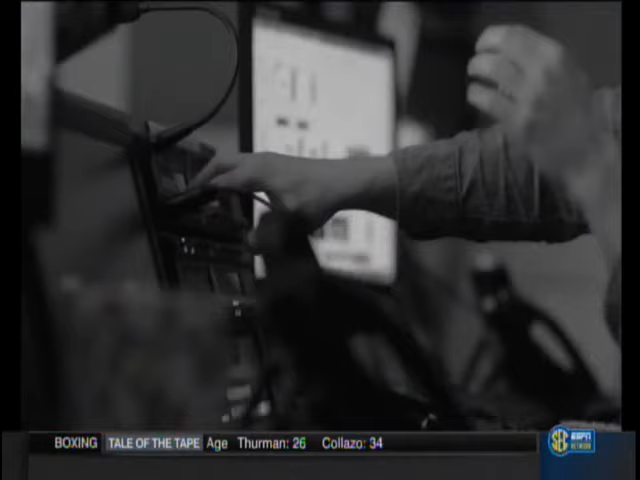 BOXING TALE OF THE TAPE Age Thurman: 26 Collazo: 34
SEC ESPN
NETWORK